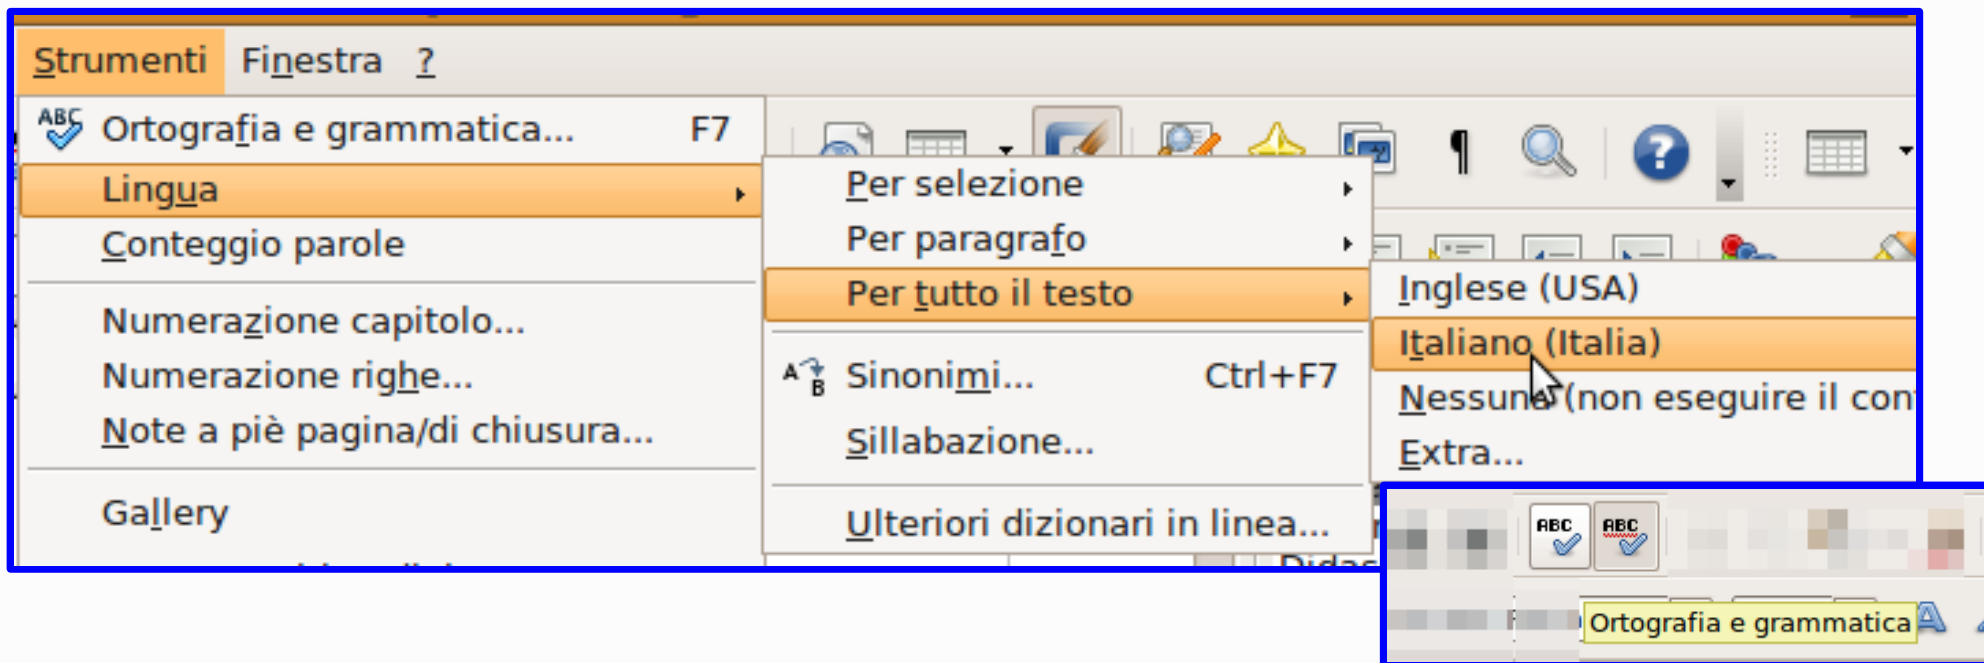 Strumenti Finestra ?
ABC Ortografia e grammatica... F7
Lingua
Conteggio parole
Numerazione capitolo...
Numerazione righe...
Note a piè pagina/di chiusura...
Gallery
Per selezione
Per paragrafo
Per tutto il testo
A B Sinonimi... Ctrl+F7
Sillabazione...
Ulteriori dizionari in linea...
Inglese (USA)
Italiano (Italia)
(non eseguire il
Extra...
ABC ABC
Ortografia e grammatica